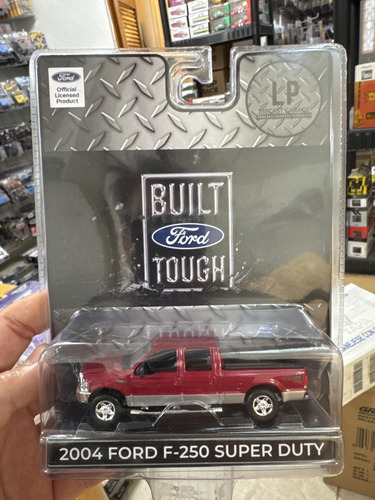 Ford
Official
Licensed
Product
LP
BUILT
Ford
TOUGH
2004 FORD F-250 SUPER DUTY